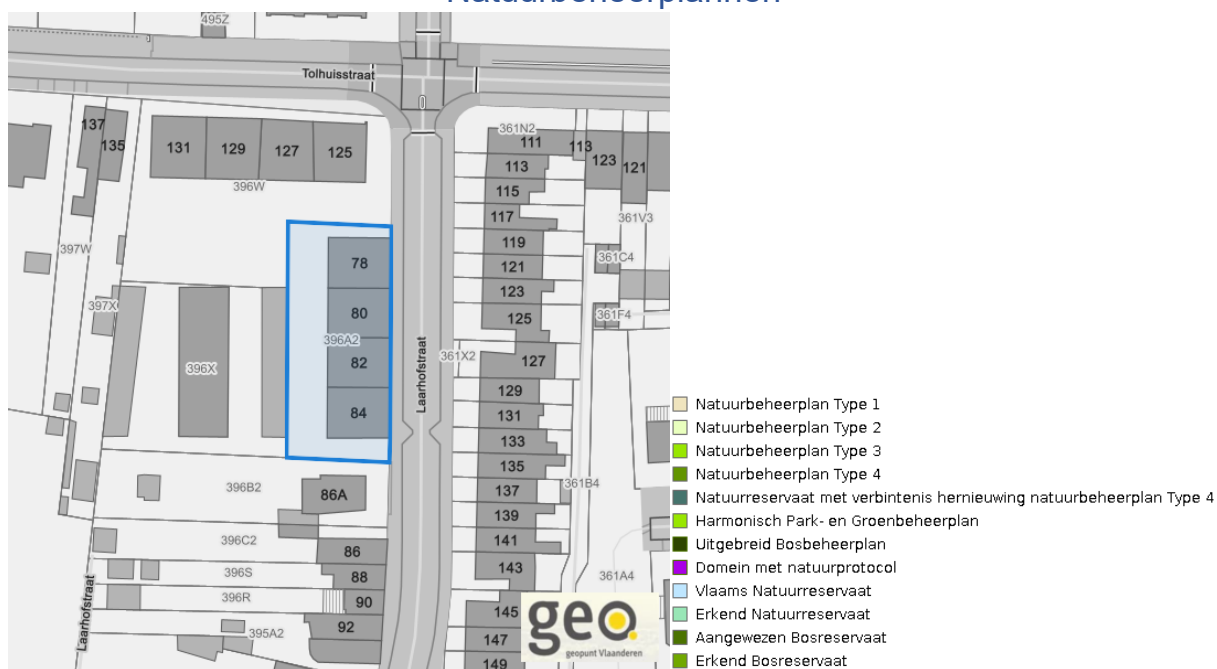 Natuurbeheerplannen
495Z
Tolhuisstraat
137
135
131
129
127
125
396W
361N2
111
113
113
123
121
115
117
361V3
119
397W
78
121
361C4
123
397X
80
125
361F4
396A2
82
361X2
127
396X
Laarhofstraat
129
84
131
133
135
396B2
86A
137
361B4
139
396C2
141
86
143
396S
88
361A4
396R
90
Laarhofstraat
145
92
395A2
147
149
geo
geopunt Vlaanderen
Natuurbeheerplan Type 1
Natuurbeheerplan Type 2
Natuurbeheerplan Type 3
Natuurbeheerplan Type 4
Natuurreservaat met verbintenis hernieuwing natuurbeheerplan Type 4
Harmonisch Park- en Groenbeheerplan
Uitgebreid Bosbeheerplan
Domein met natuurprotocol
Vlaams Natuurreservaat
Erkend Natuurreservaat
Aangewezen Bosreservaat
Erkend Bosreservaat